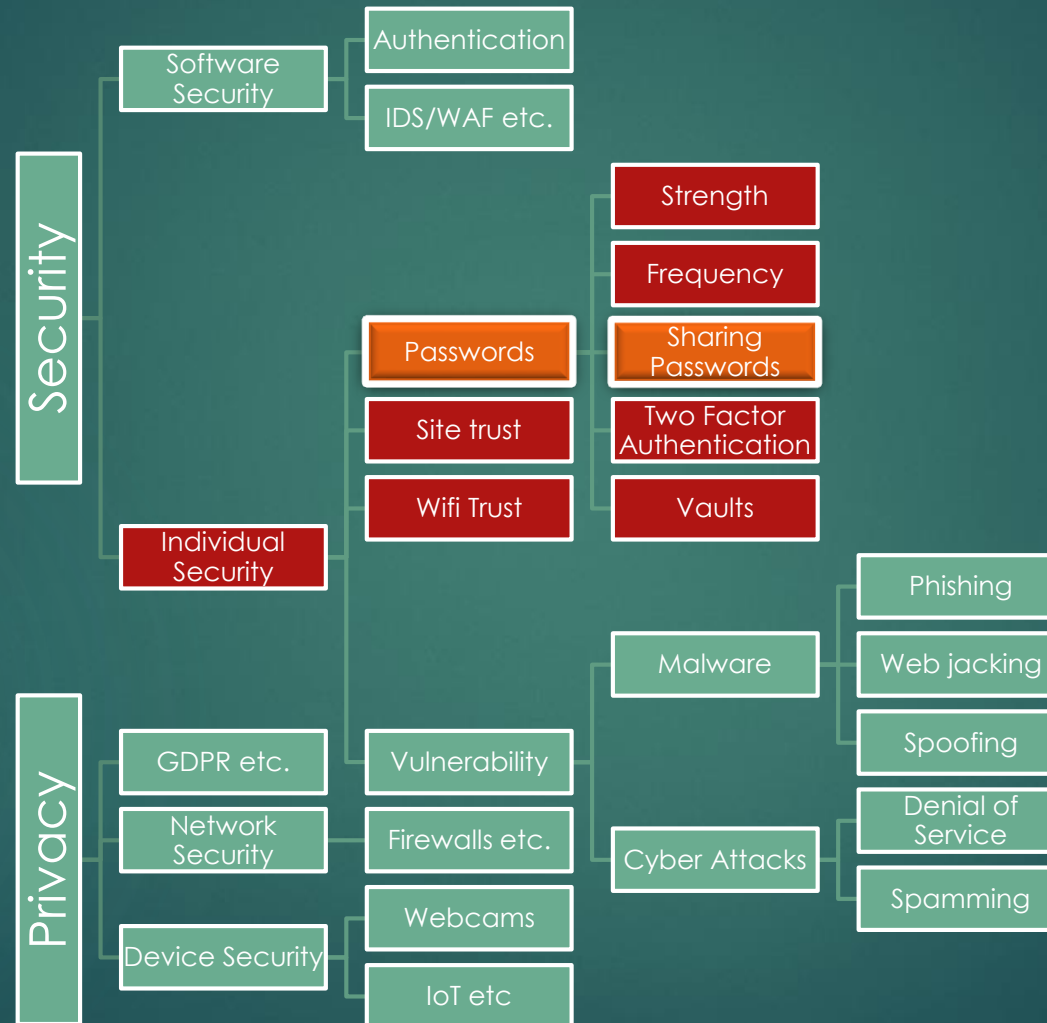 Security
Software
Security
Authentication
IDS/WAF etc.
Individual
Security
Passwords
Strength
Frequency
Sharing
Passwords
Two Factor
Authentication
Vaults
Site trust
Wifi Trust
Vulnerability
Malware
Phishing
Web jacking
Spoofing
Cyber Attacks
Denial of
Service
Spamming
Privacy
GDPR etc.
Network
Security
Firewalls etc.
Device Security
Webcams
IoT etc